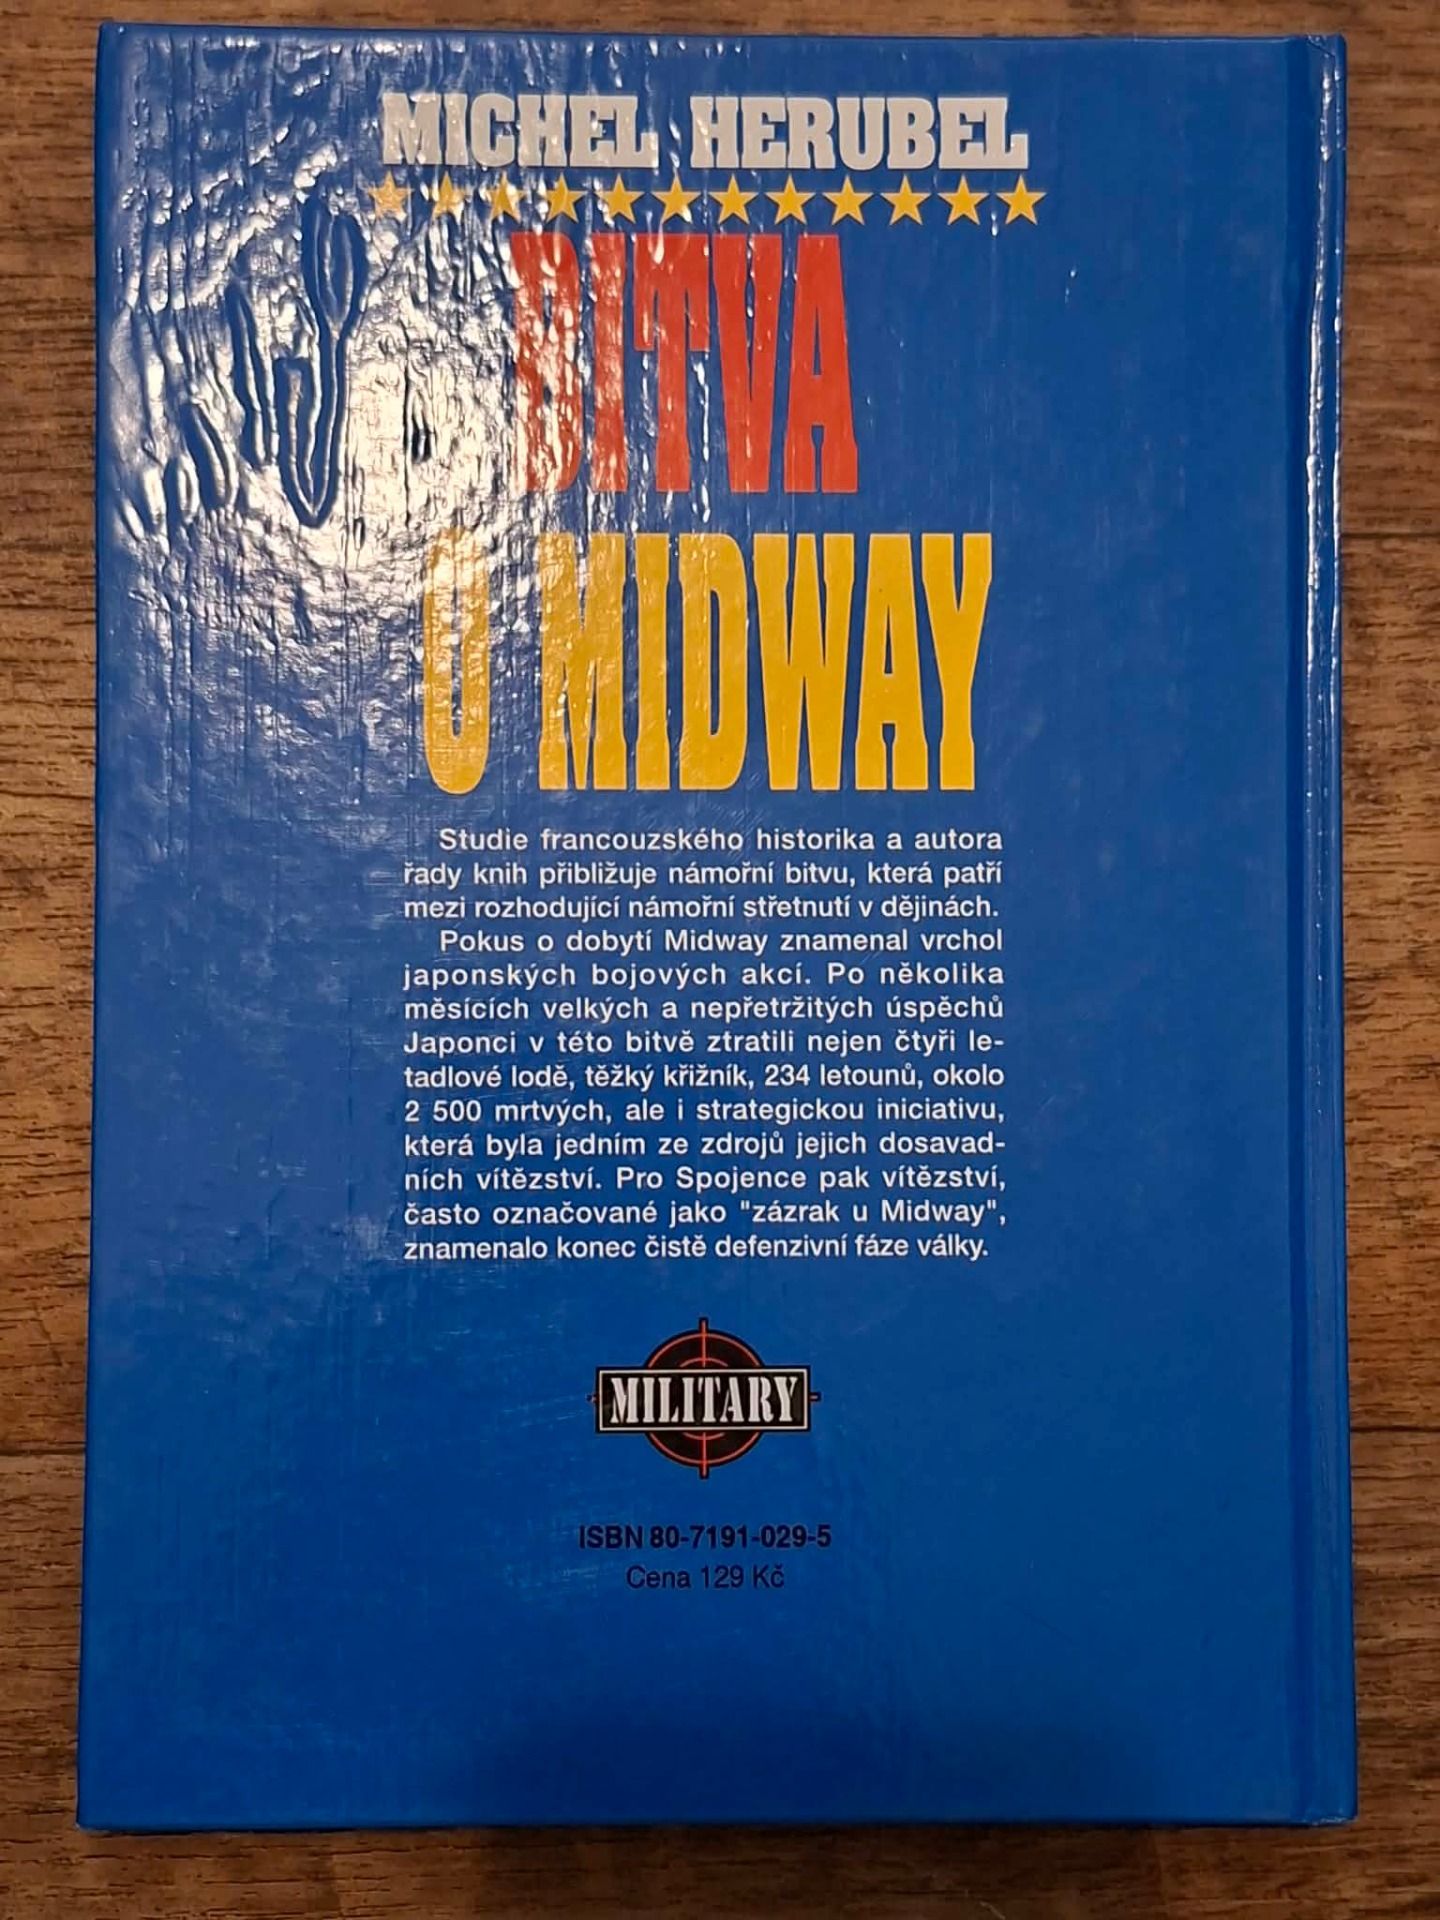 MICHEL HERUBEL
BITVA
O MIDWAY
Studie francouzského historika a autora
řady knih přibližuje námořní bitvu, která patří
mezi rozhodující námořní střetnutí v dějinách.
Pokus o dobytí Midway znamenal vrchol
japonských bojových akcí. Po několika
měsících velkých a nepřetržitých úspěchů
Japonci v této bitvě ztratili nejen čtyři le-
tadlové lodě, těžký křižník, 234 letounů, okolo
2 500 mrtvých, ale i strategickou iniciativu,
která byla jedním ze zdrojů jejich dosavad-
ních vítězství. Pro Spojence pak vítězství,
často označované jako "zázrak u Midway",
znamenalo konec čistě defenzivní fáze války.
MILITARY
ISBN 80-7191-029-5
Cena 129 Kč